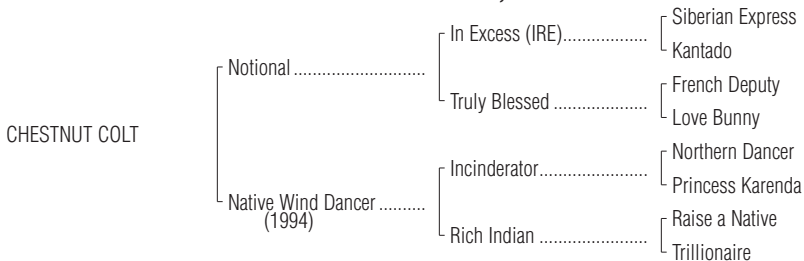 Siberian Express
In Excess (IRE)..................
Kantado
Notional ............................
French Deputy
Truly Blessed ....................
Love Bunny
CHESTNUT COLT
Northern Dancer
Incinderator.......................
Princess Karenda
Native Wind Dancer ..........
(1994)
Raise a Native
Rich Indian .......................
Trillionaire